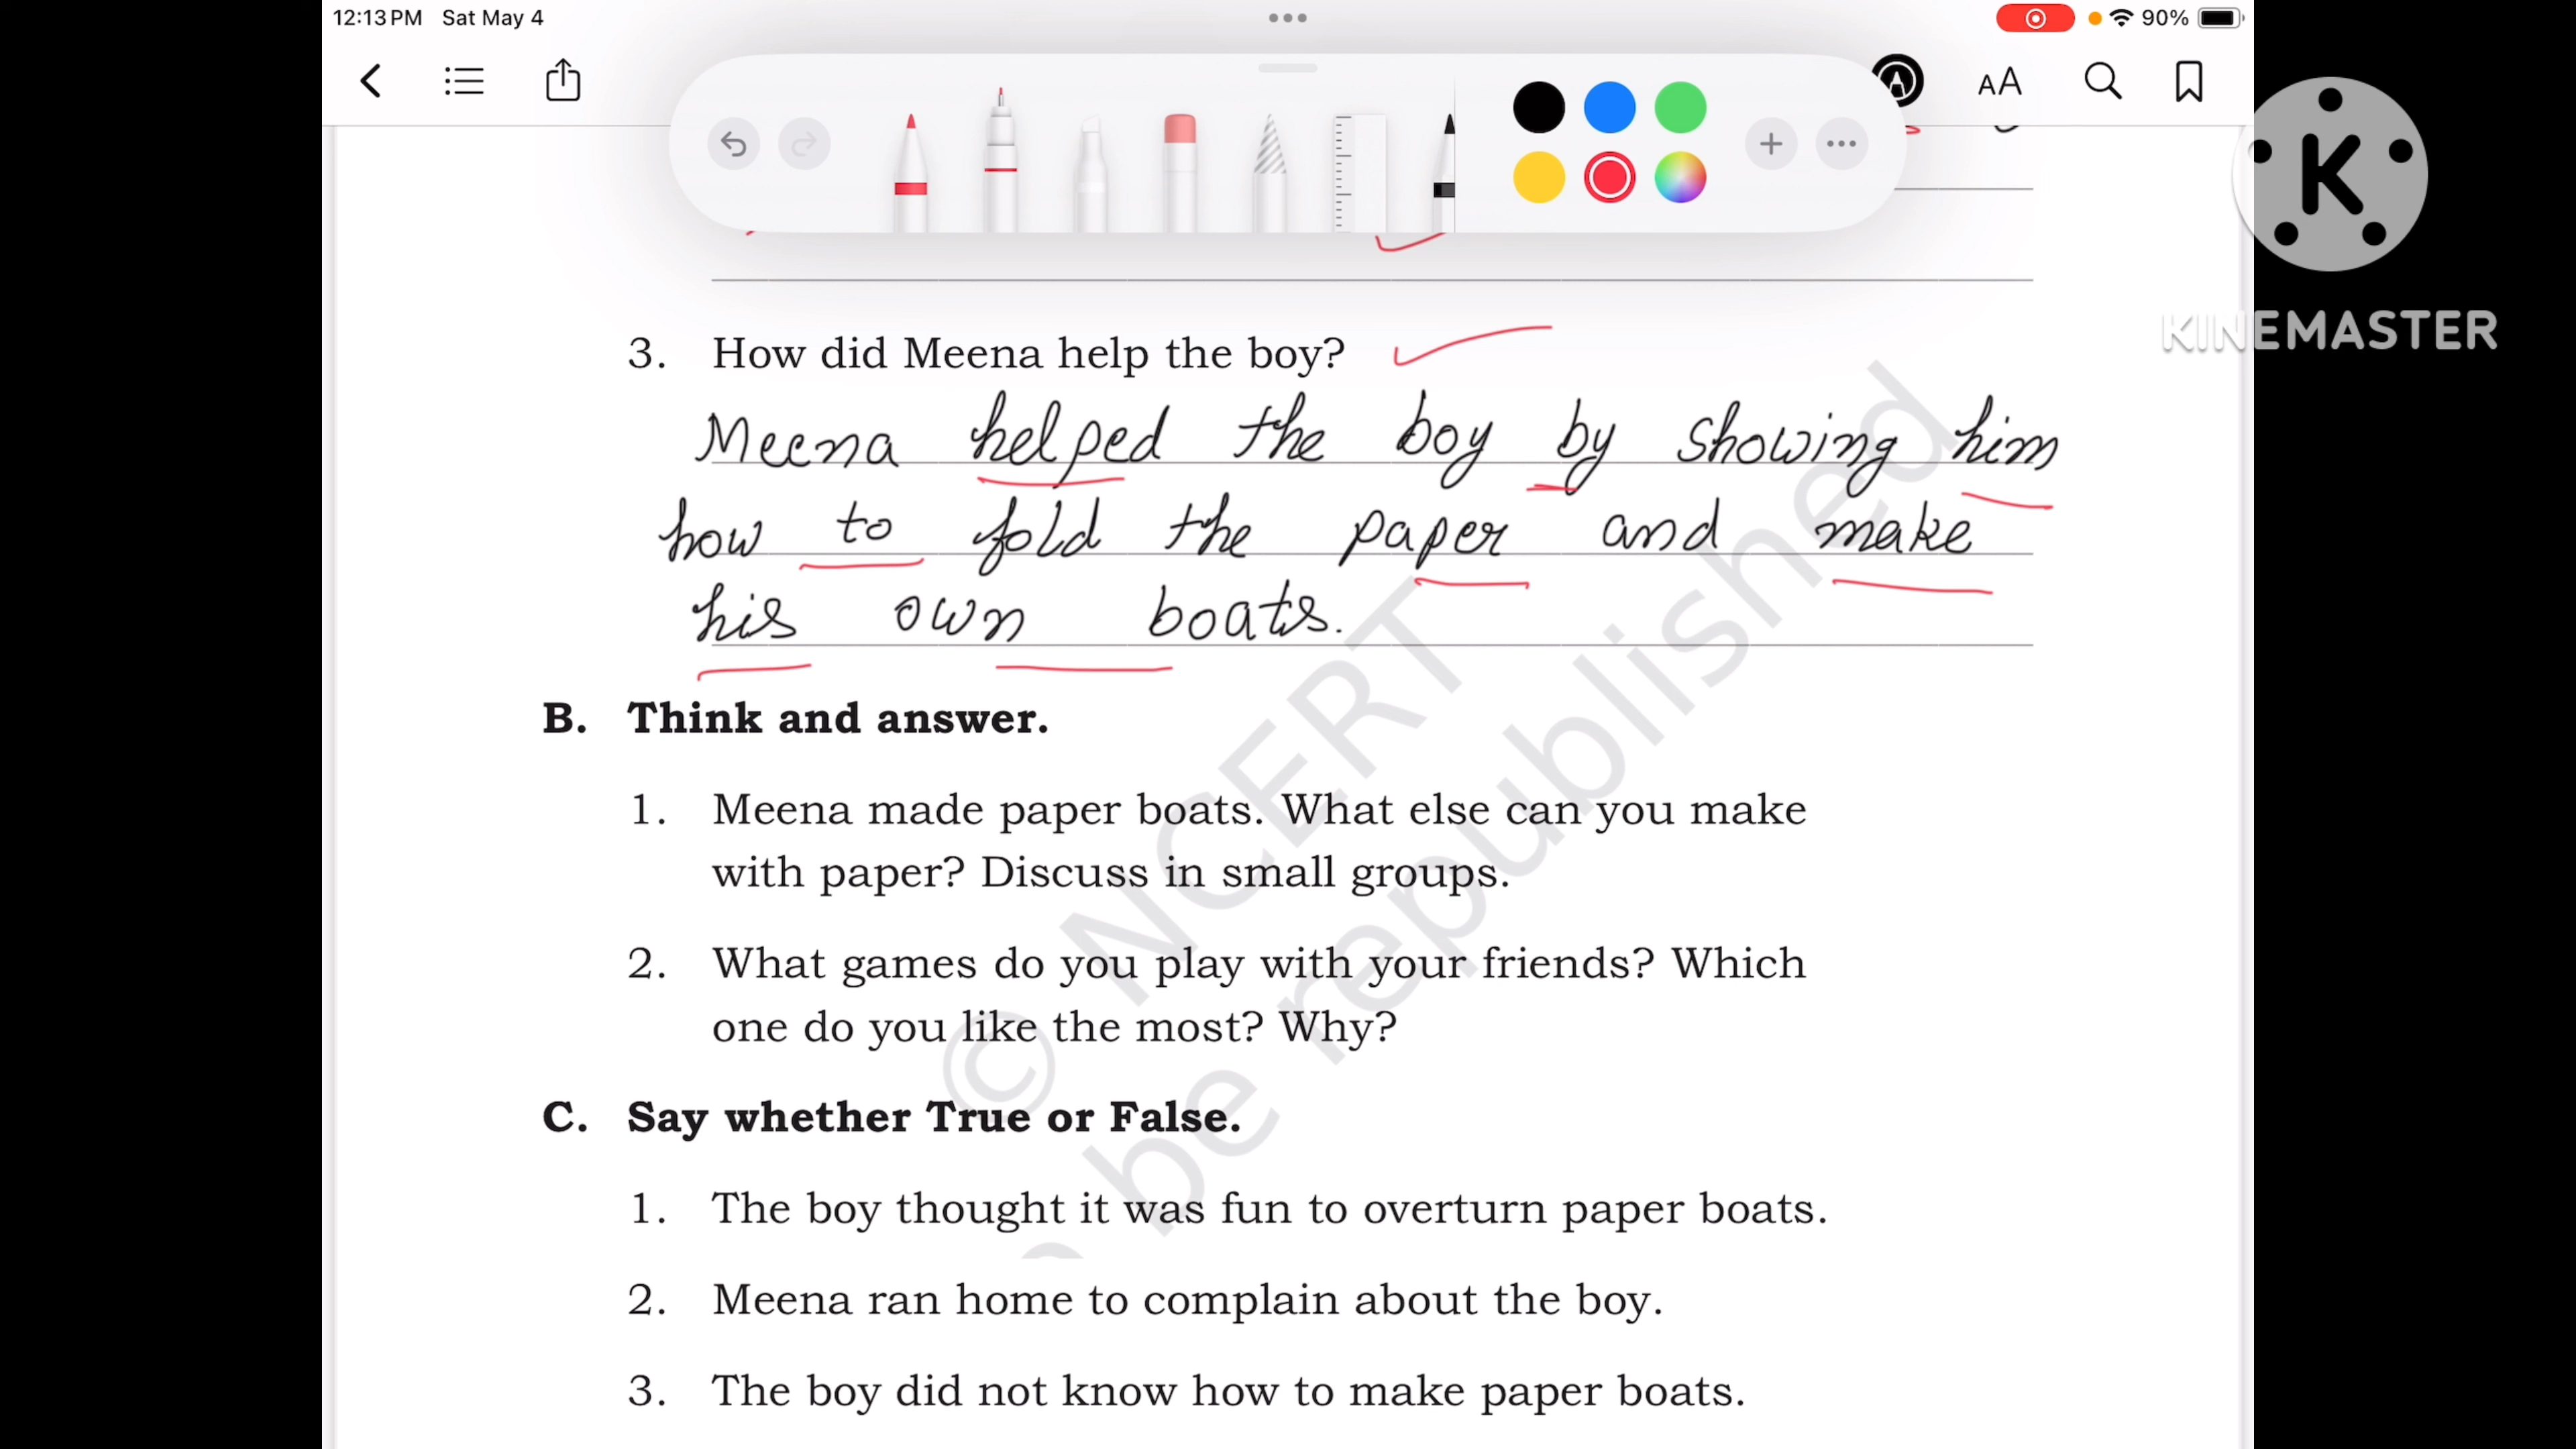 12:13 PM Sat May 4
90%
AA
K
KINEMASTER
3. How did Meena help the boy?
Meena helped the boy by showing him
how to fold the paper and make
his own boats.
B. Think and answer.
1. Meena made paper boats. What else can you make
with paper? Discuss in small groups.
2. What games do you play with your friends? Which
one do you like the most? Why?
C. Say whether True or False.
1. The boy thought it was fun to overturn paper boats.
2. Meena ran home to complain about the boy.
3. The boy did not know how to make paper boats.
© NCERT
be republished